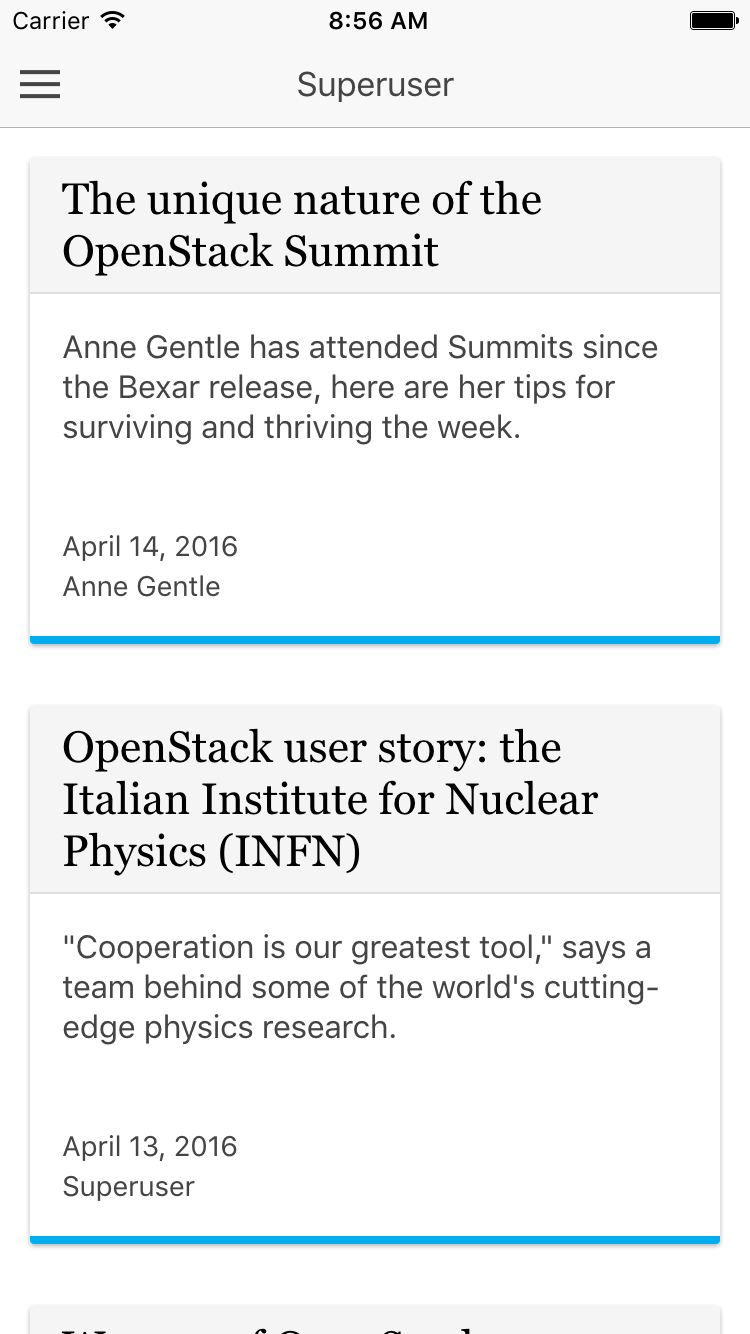 Carrier 8:56 AM
Superuser
The unique nature of the
OpenStack Summit
Anne Gentle has attended Summits since
the Bexar release, here are her tips for
surviving and thriving the week.
April 14, 2016
Anne Gentle
OpenStack user story: the
Italian Institute for Nuclear
Physics (INFN)
"Cooperation is our greatest tool," says a
team behind some of the world's cutting-
edge physics research.
April 13, 2016
Superuser